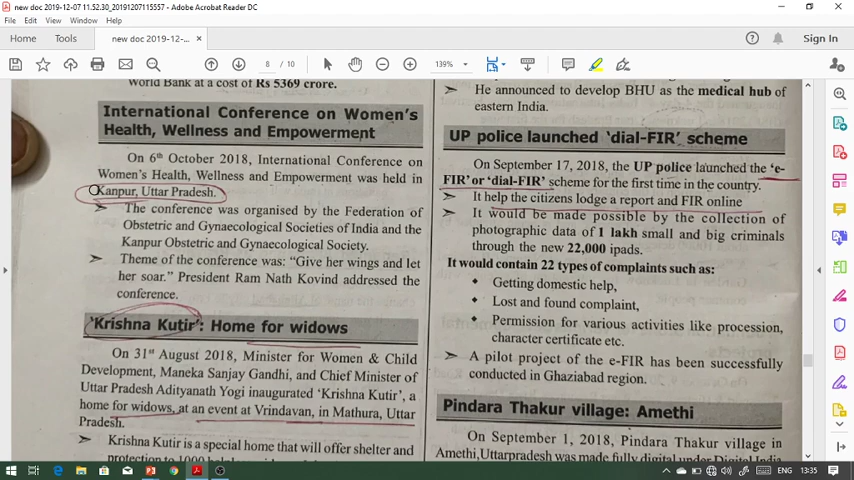 new doc 2019-12-07 11.52.30_20191207115557 - Adobe Acrobat Reader DC
File Edit View Window Help
Home Tools new doc 2019-12-... × Sign In
8 / 10 139%
World Bank at a cost of Rs 5369 crore.
International Conference on Women's
Health, Wellness and Empowerment
On 6th October 2018, International Conference on
Women's Health, Wellness and Empowerment was held in
Kanpur, Uttar Pradesh.
➢ The conference was organised by the Federation of
Obstetric and Gynaecological Societies of India and the
Kanpur Obstetric and Gynaecological Society.
➢ Theme of the conference was: "Give her wings and let
her soar." President Ram Nath Kovind addressed the
conference.
'Krishna Kutir': Home for widows
On 31st August 2018, Minister for Women & Child
Development, Maneka Sanjay Gandhi, and Chief Minister of
Uttar Pradesh Adityanath Yogi inaugurated 'Krishna Kutir', a
home for widows, at an event at Vrindavan, in Mathura, Uttar
Pradesh.
➢ Krishna Kutir is a special home that will offer shelter and
protection to 1000
➢ He announced to develop BHU as the medical hub of
eastern India.
UP police launched 'dial-FIR' scheme
On September 17, 2018, the UP police launched the 'e-
FIR' or 'dial-FIR' scheme for the first time in the country.
➢ It help the citizens lodge a report and FIR online
➢ It would be made possible by the collection of
photographic data of 1 lakh small and big criminals
through the new 22,000 ipads.
It would contain 22 types of complaints such as:
• Getting domestic help,
• Lost and found complaint,
• Permission for various activities like procession,
character certificate etc.
➢ A pilot project of the e-FIR has been successfully
conducted in Ghaziabad region.
Pindara Thakur village: Amethi
On September 1, 2018, Pindara Thakur village in
Amethi,Uttarpradesh was made fully digital under Digital India
13:35